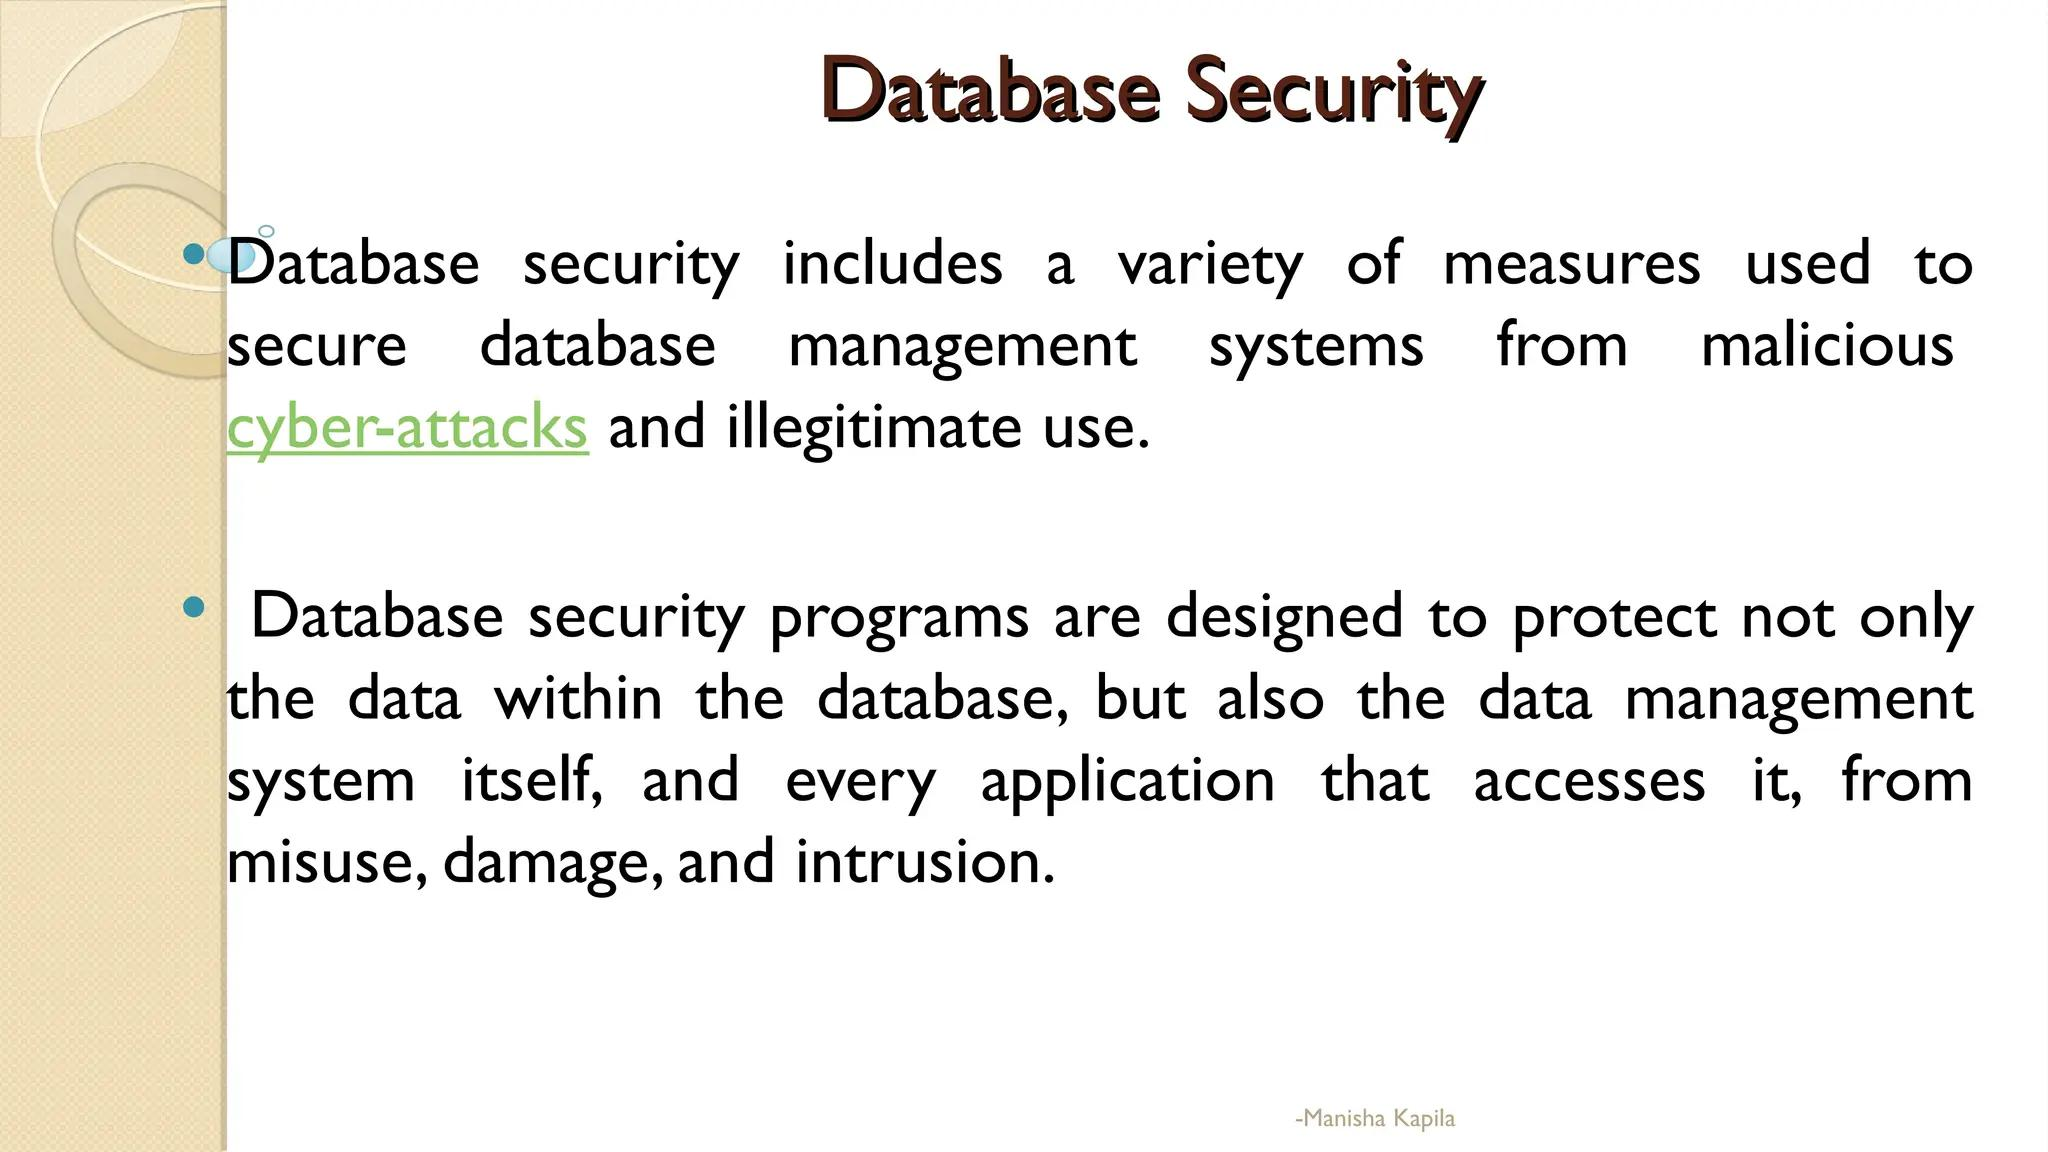 Database Security
• Database security includes a variety of measures used to
secure database management systems from malicious
cyber-attacks and illegitimate use.
• Database security programs are designed to protect not only
the data within the database, but also the data management
system itself, and every application that accesses it, from
misuse, damage, and intrusion.
-Manisha Kapila